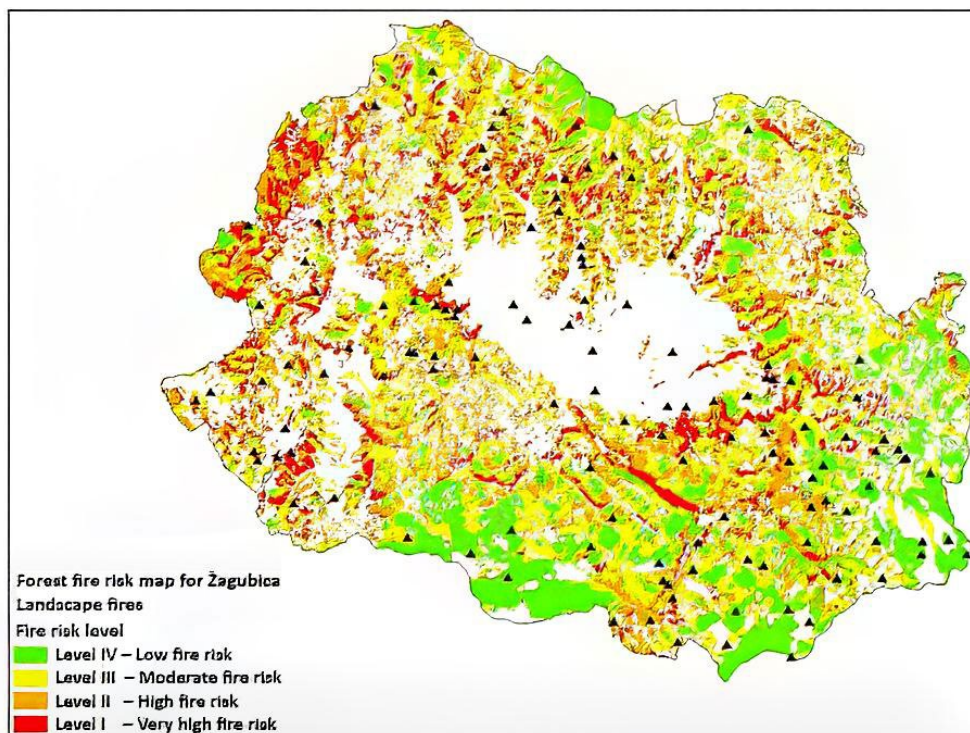 Forest fire risk map for Žagubica
Landscape fires
Fire risk level
Level IV – Low fire risk
Level III – Moderate fire risk
Level II – High fire risk
Level I – Very high fire risk